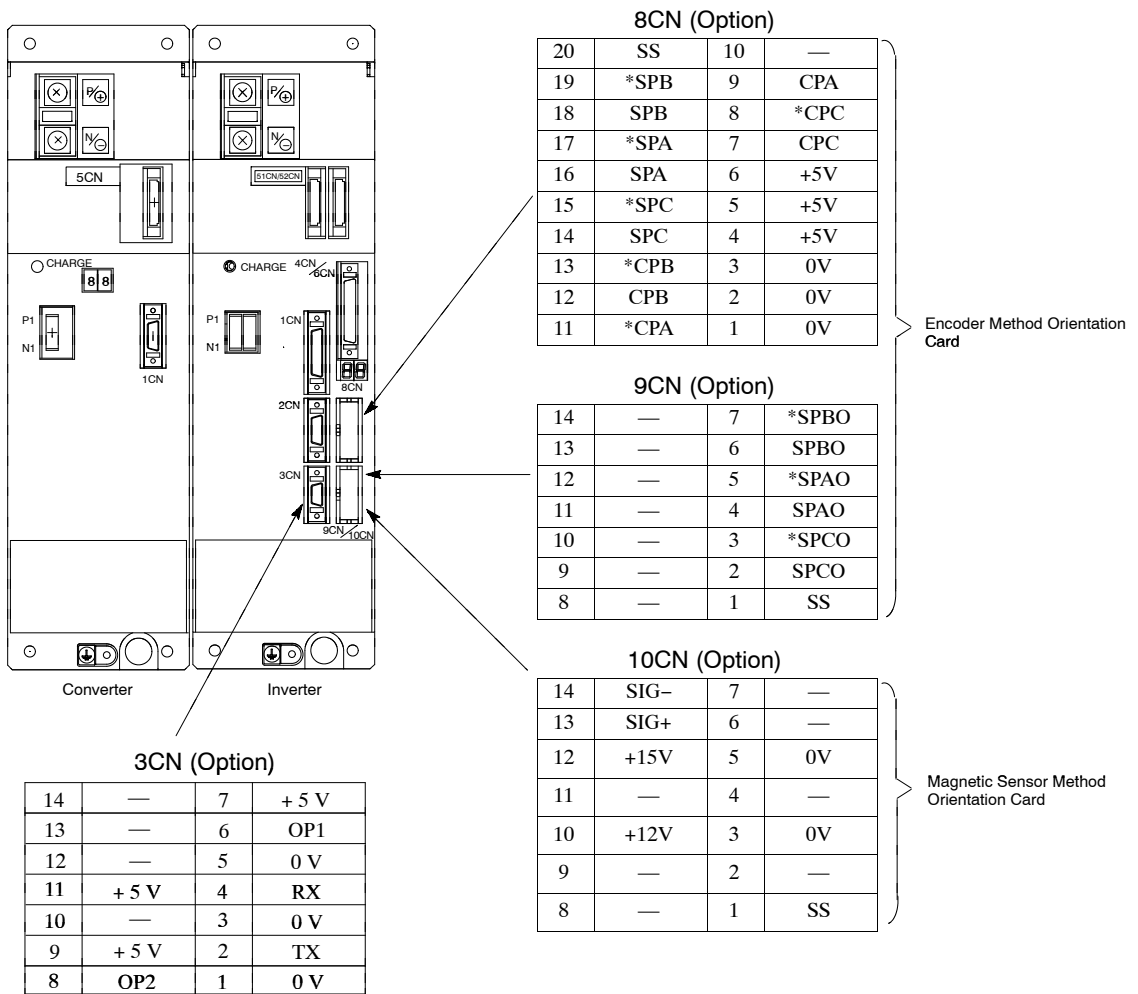 P/⊕
N/⊖
5CN
CHARGE
88
P1
N1
1CN
Converter
P/⊕
N/⊖
51CN/52CN
CHARGE
4CN/6CN
P1
N1
1CN
8CN
2CN
3CN
9CN/10CN
Inverter
8CN (Option)
20 SS 10 —
19 *SPB 9 CPA
18 SPB 8 *CPC
17 *SPA 7 CPC
16 SPA 6 +5V
15 *SPC 5 +5V
14 SPC 4 +5V
13 *CPB 3 0V
12 CPB 2 0V
11 *CPA 1 0V
9CN (Option)
14 — 7 *SPBO
13 — 6 SPBO
12 — 5 *SPAO
11 — 4 SPAO
10 — 3 *SPCO
9 — 2 SPCO
8 — 1 SS
Encoder Method Orientation
Card
10CN (Option)
14 SIG− 7 —
13 SIG+ 6 —
12 +15V 5 0V
11 — 4 —
10 +12V 3 0V
9 — 2 —
8 — 1 SS
Magnetic Sensor Method
Orientation Card
3CN (Option)
14 — 7 + 5 V
13 — 6 OP1
12 — 5 0 V
11 + 5 V 4 RX
10 — 3 0 V
9 + 5 V 2 TX
8 OP2 1 0 V